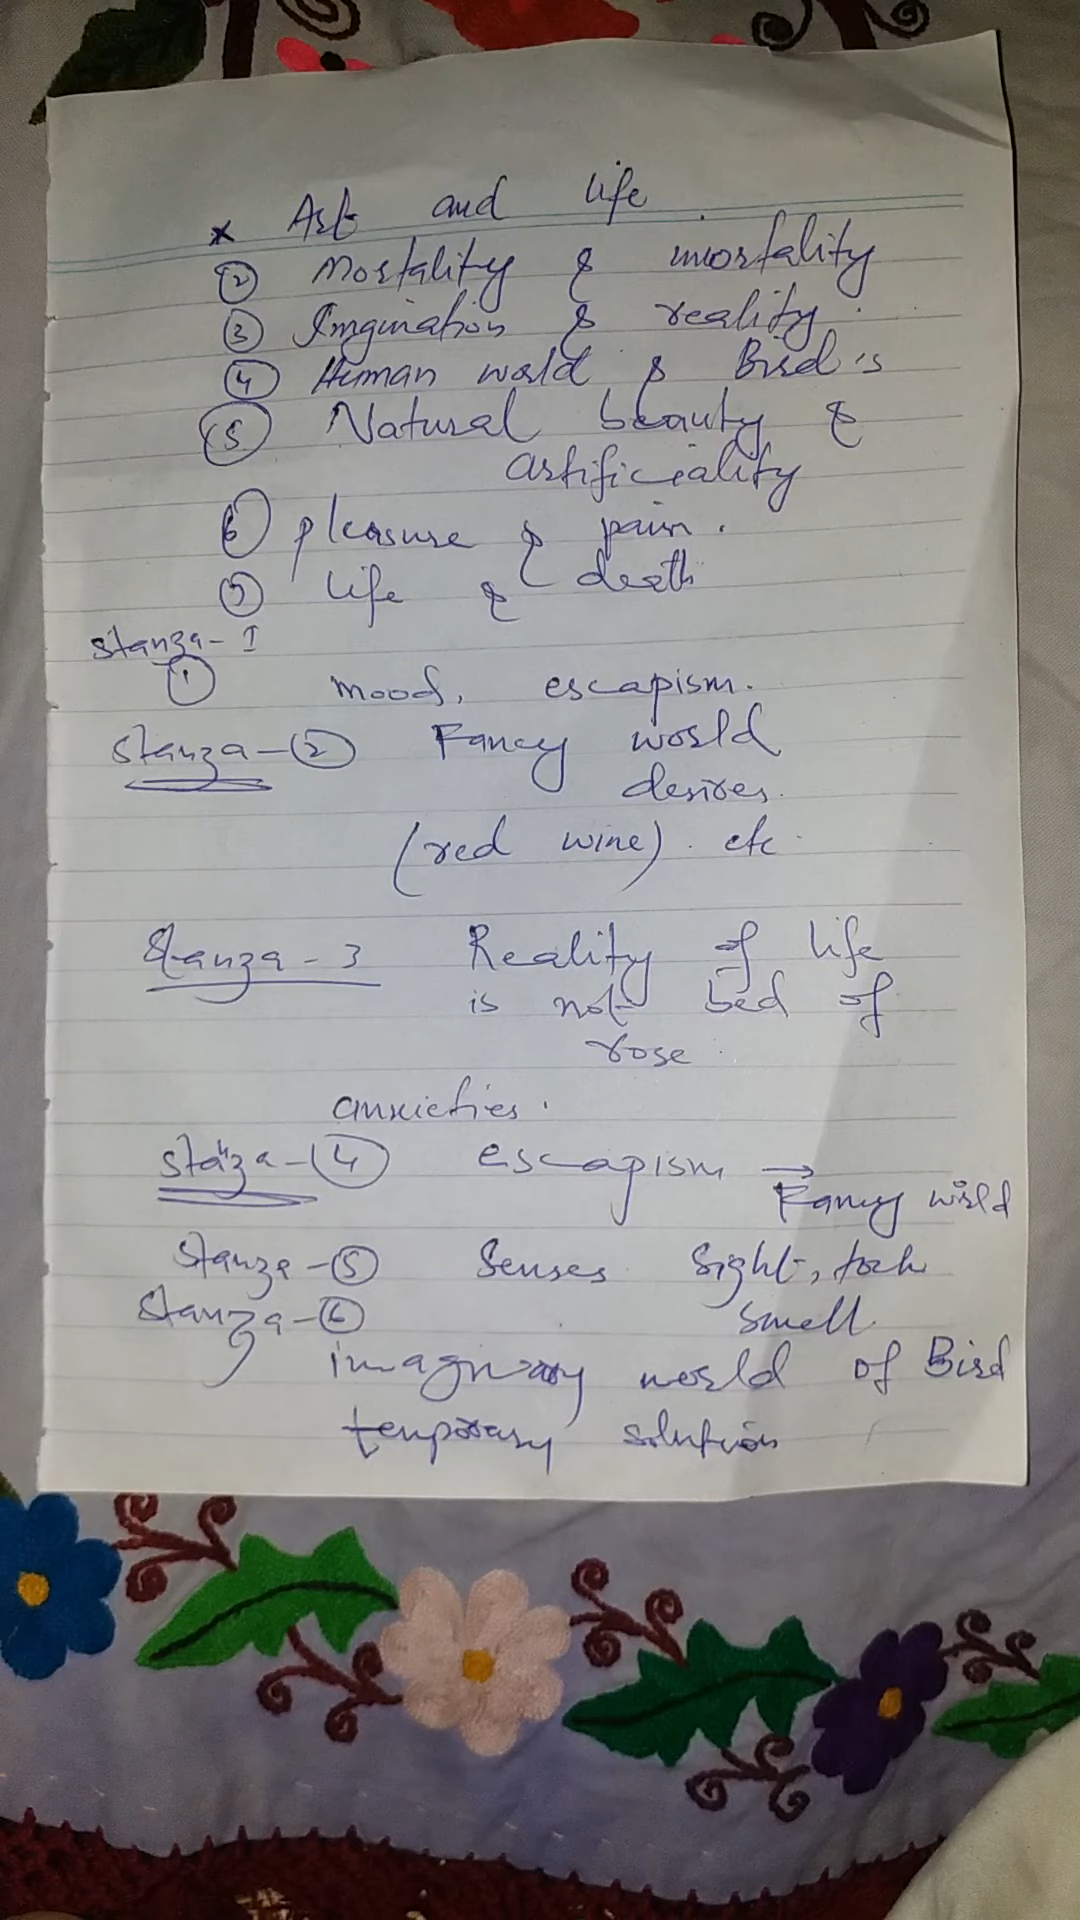 * Art and life
② Mortality & imortality
③ Imgination & reality.
④ Human world & Bird's
⑤ Natural beauty &
artificiality
⑥ pleasure & pain.
⑦ life & death
Stanza - I
① mood, escapism.
Stanza - ② Fancy world
desires.
(red wine). etc
Stanza - 3 Reality of life
is not bed of
rose.
anxieties.
Stanza - ④ escapism →
Fancy world
Stanza - ⑤ Senses Sight,
Stanza - ⑥ Smell
imaginary world of Bird
temporary solution